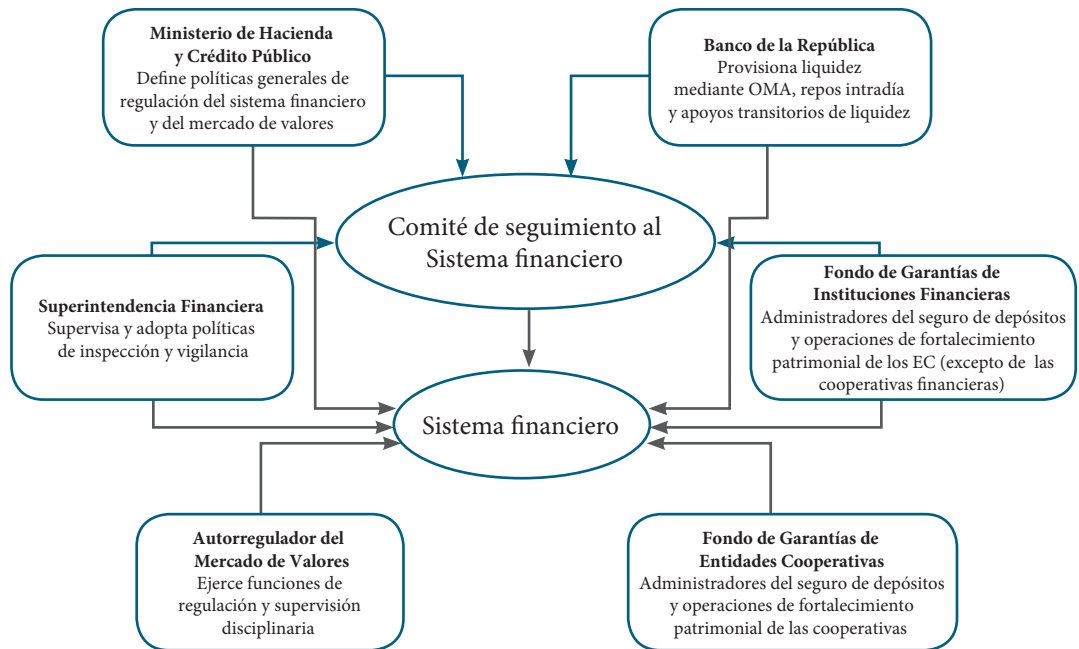 Ministerio de Hacienda
y Crédito Público
Define políticas generales de
regulación del sistema financiero
y del mercado de valores
Banco de la República
Provisiona liquidez
mediante OMA, repos intradía
y apoyos transitorios de liquidez
Comité de seguimiento al
Sistema financiero
Superintendencia Financiera
Supervisa y adopta políticas
de inspección y vigilancia
Fondo de Garantías de
Instituciones Financieras
Administradores del seguro de depósitos
y operaciones de fortalecimiento
patrimonial de los EC (excepto de las
cooperativas financieras)
Sistema financiero
Autorregulador del
Mercado de Valores
Ejerce funciones de
regulación y supervisión
disciplinaria
Fondo de Garantías de
Entidades Cooperativas
Administradores del seguro de depósitos
y operaciones de fortalecimiento
patrimonial de las cooperativas